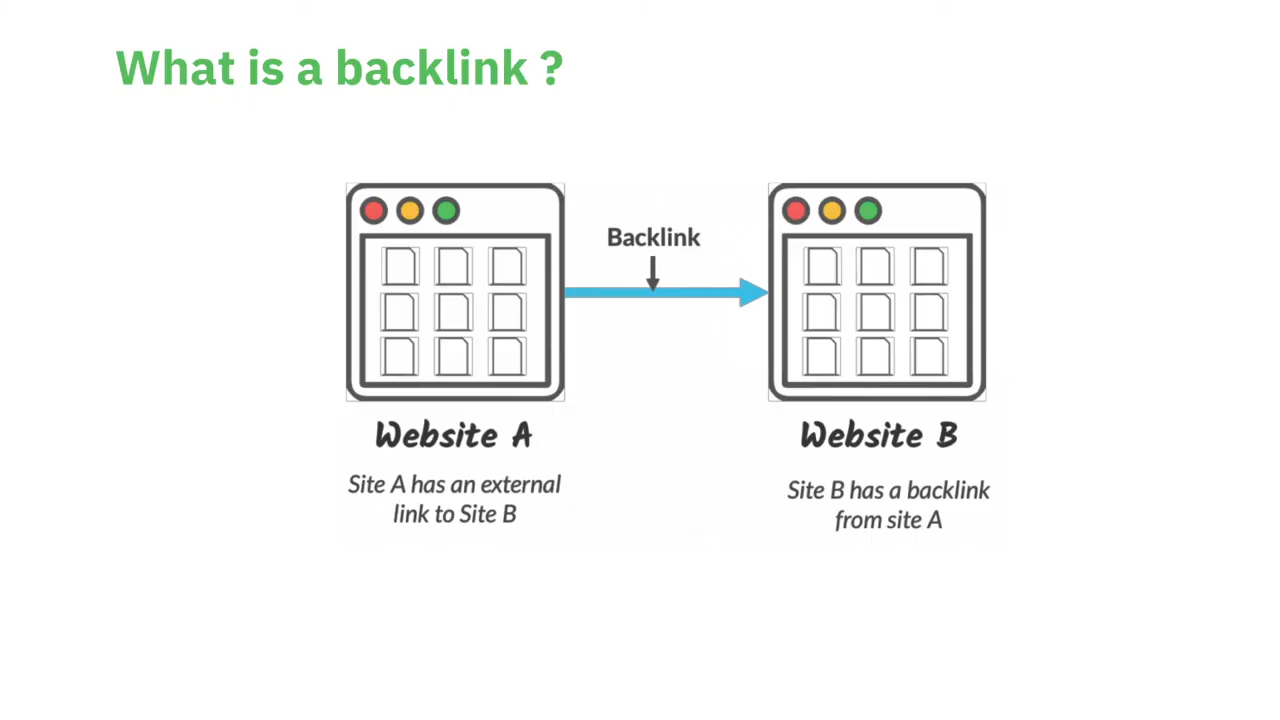 What is a backlink ?
Backlink
Website A
Website B
Site A has an external
link to Site B
Site B has a backlink
from site A